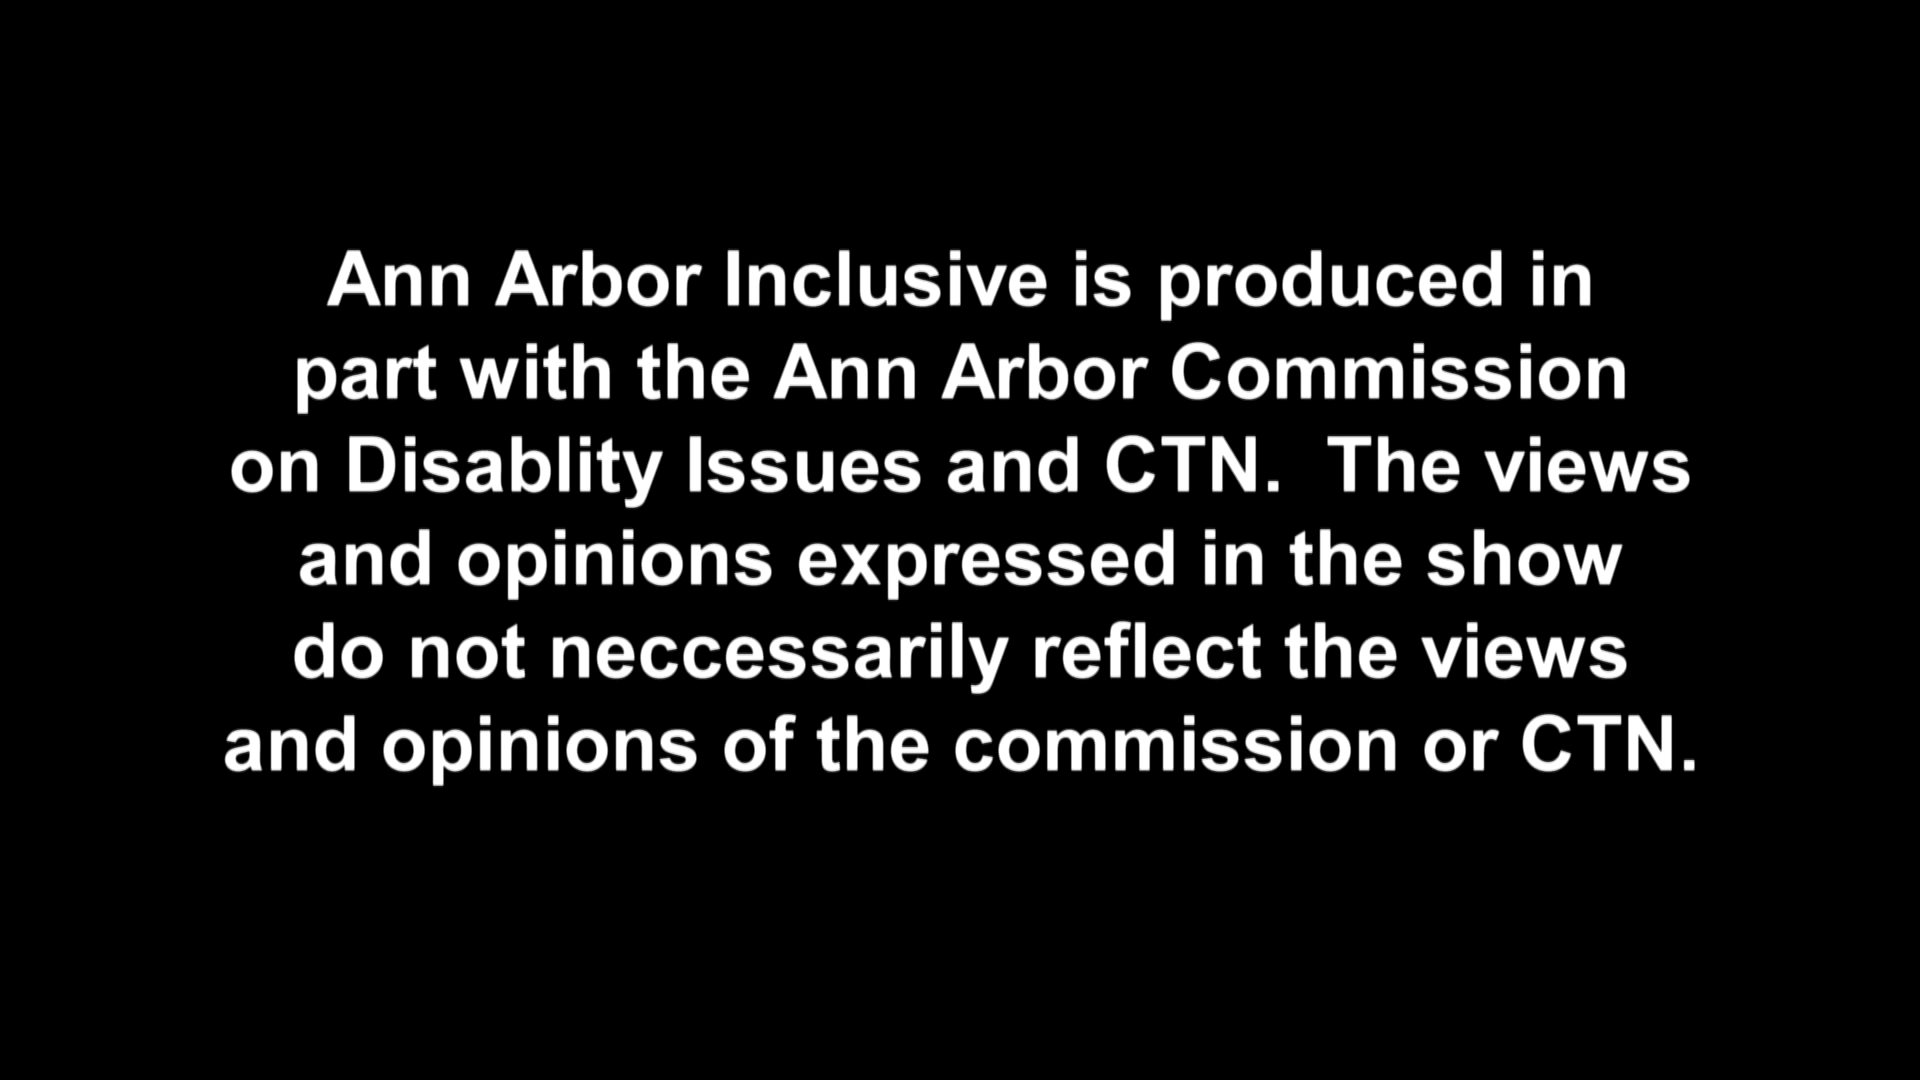 Ann Arbor Inclusive is produced in
part with the Ann Arbor Commission
on Disablity Issues and CTN.  The views
and opinions expressed in the show
do not neccessarily reflect the views
and opinions of the commission or CTN.